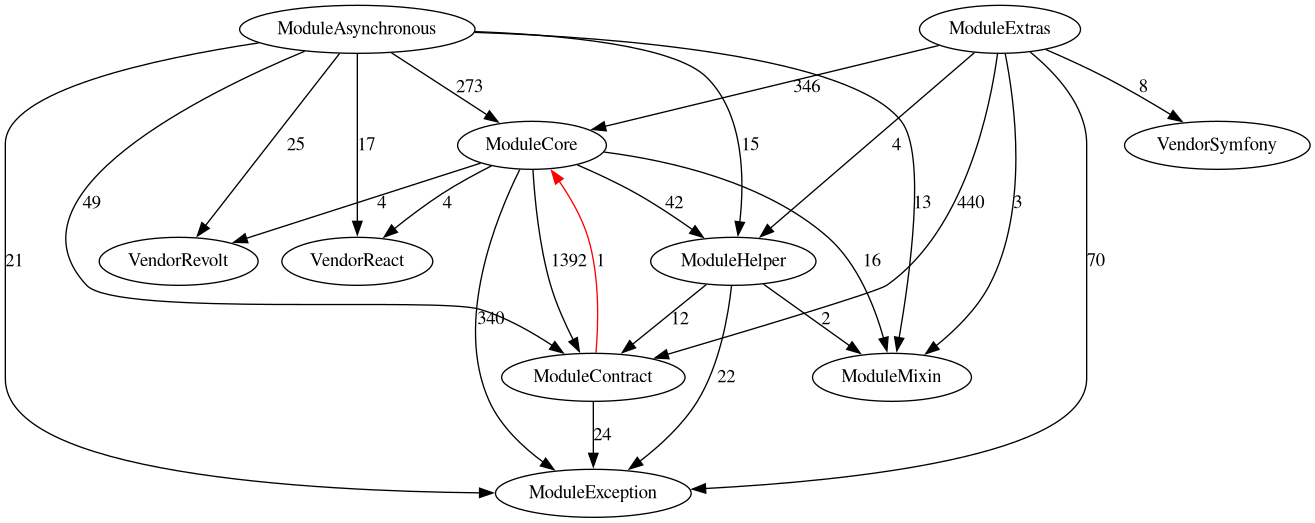 ModuleAsynchronous
ModuleExtras
273
346
8
25
17
15
4
ModuleCore
VendorSymfony
49
4
4
42
13
440
3
21
VendorRevolt
VendorReact
1392
1
ModuleHelper
16
70
340
12
2
ModuleContract
22
ModuleMixin
24
ModuleException